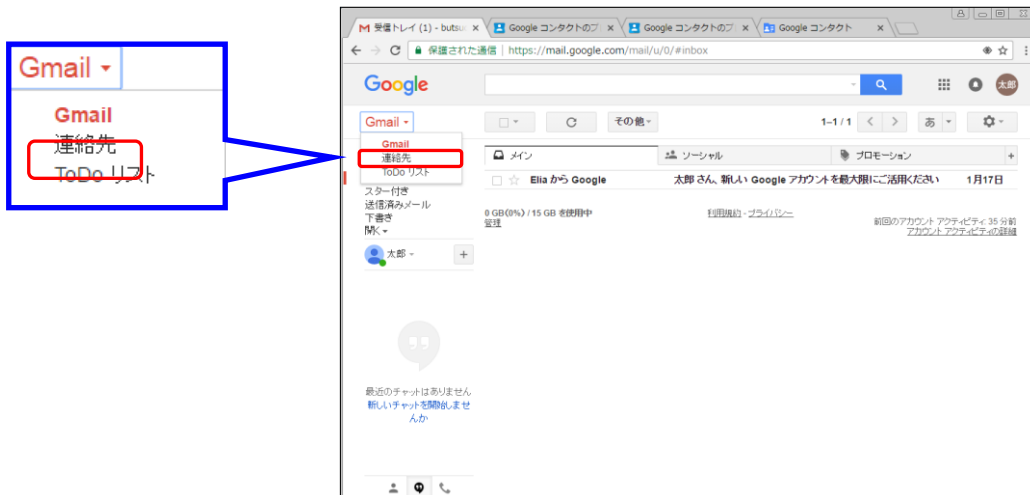 Gmail
Gmail
連絡先
ToDo リスト
受信トレイ (1) - butsu
Google コンタクトのプ
Google コンタクトのプ
Google コンタクト
保護された通信 | https://mail.google.com/mail/u/0/#inbox
Google
太郎
Gmail
その他
1–1 / 1
あ
Gmail
連絡先
ToDo リスト
メイン
ソーシャル
プロモーション
+
Elia から Google
太郎 さん、新しい Google アカウントを最大限にご活用ください
1月17日
スター付き
送信済みメール
下書き
開く
太郎
+
0 GB(0%) / 15 GB を使用中
管理
利用規約 - プライバシー
前回のアカウント アクティビティ: 35 分前
アカウント アクティビティの詳細
最近のチャットはありません
新しいチャットを開始しませ
んか